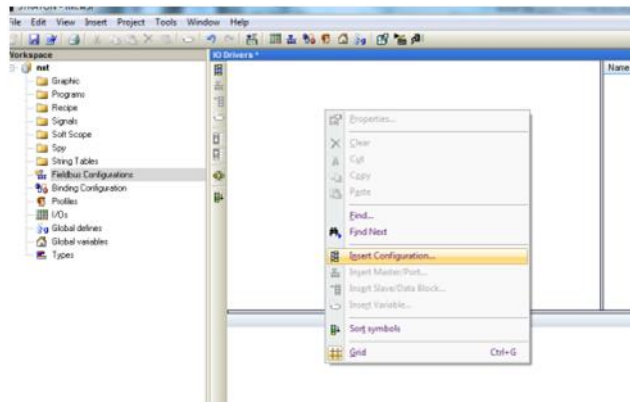 File Edit View Insert Project Tools Window Help
Workspace
IO Drivers *
Name
Graphic
Programs
Recipe
Signals
Soft Scope
Spy
String Tables
Fieldbus Configurations
Binding Configuration
Profiles
I/Os
Global defines
Global variables
Types
Properties...
Clear
Cut
Copy
Paste
Find...
Find Next
Insert Configuration...
Insert Master/Port...
Insert Slave/Data Block...
Insert Variable...
Sort symbols
Grid Ctrl+G